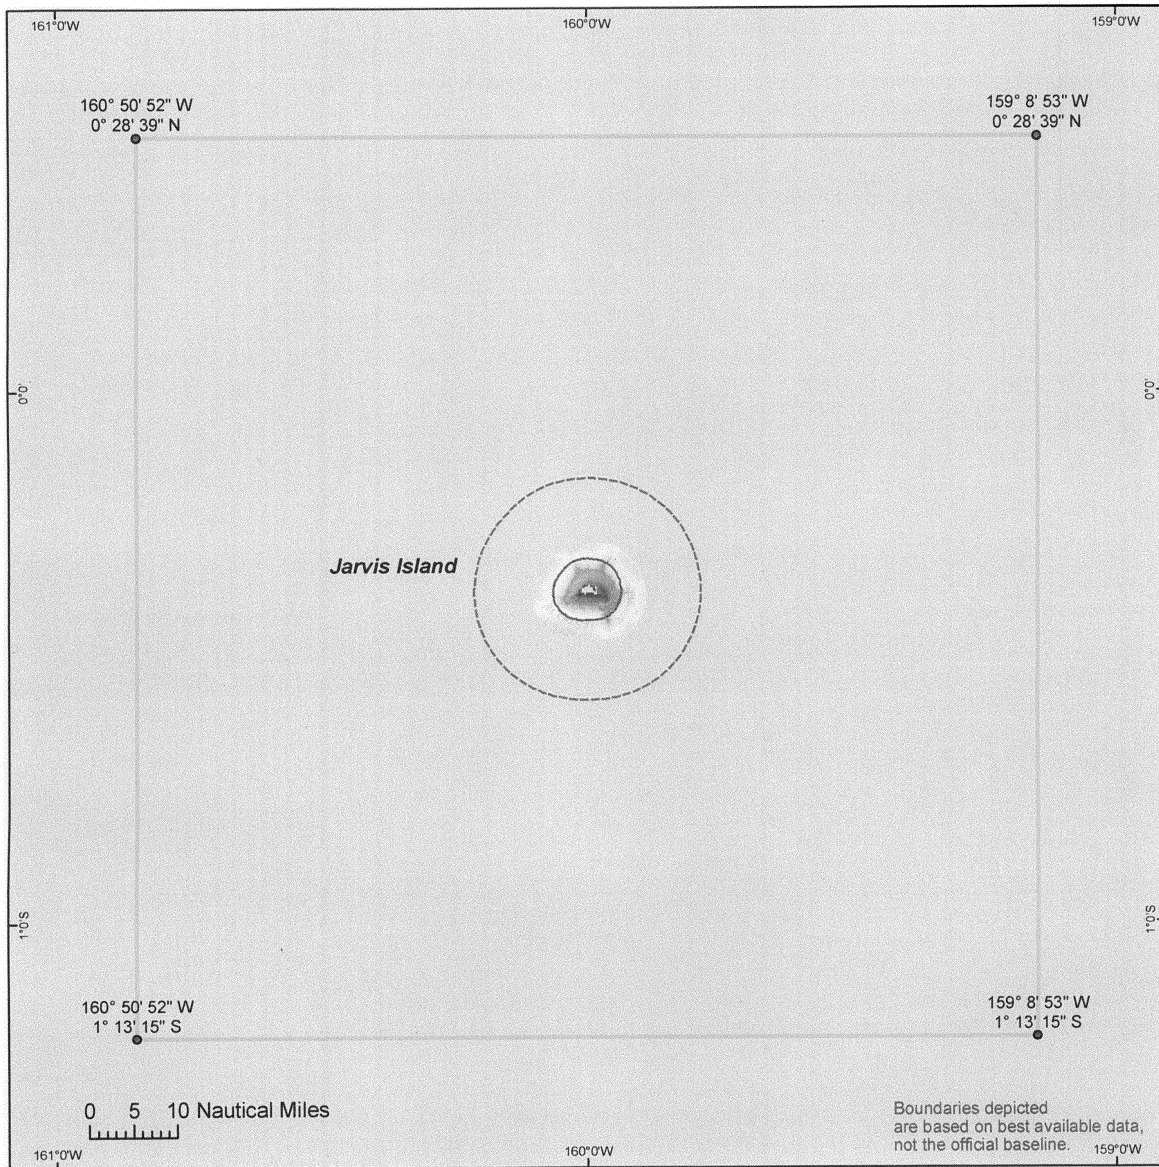 161°0'W 160°0'W 159°0'W
160° 50' 52" W
0° 28' 39" N
159° 8' 53" W
0° 28' 39" N
0°0'
0°0'
Jarvis Island
1°0'S
1°0'S
160° 50' 52" W
1° 13' 15" S
159° 8' 53" W
1° 13' 15" S
0 5 10 Nautical Miles
Boundaries depicted
are based on best available data,
not the official baseline.
161°0'W 160°0'W 159°0'W